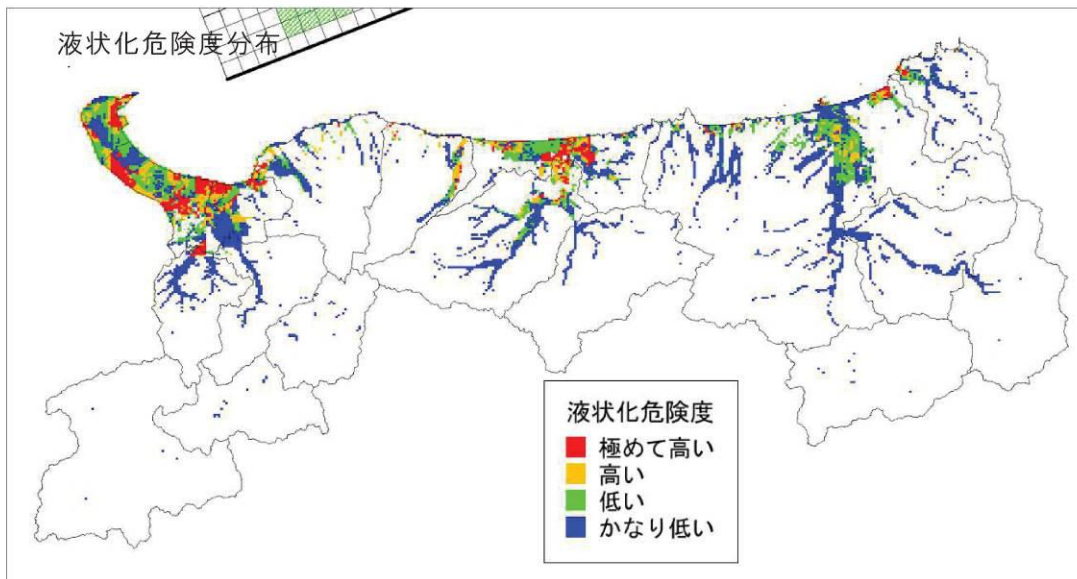 液状化危険度分布
液状化危険度
極めて高い
高い
低い
かなり低い